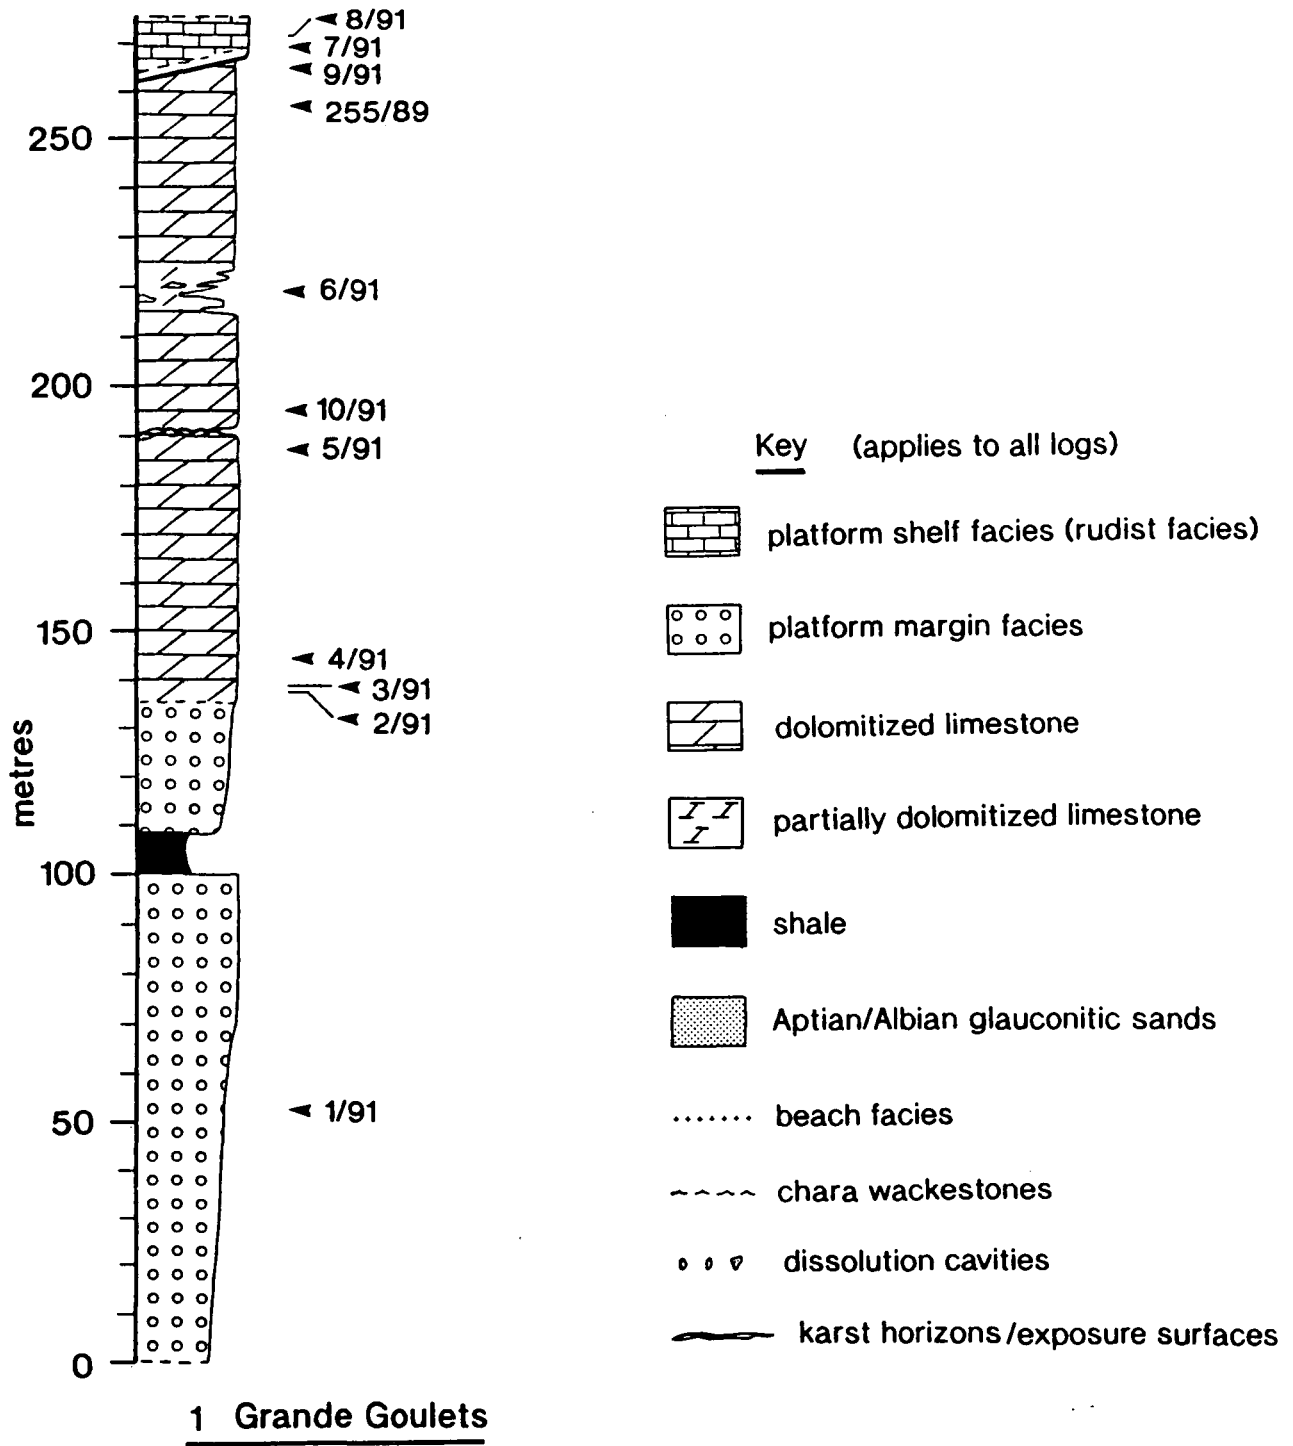 8/91
7/91
9/91
255/89
250
6/91
200
10/91
5/91
150
4/91
3/91
2/91
metres
100
50
1/91
0
1 Grande Goulets
Key (applies to all logs)
platform shelf facies (rudist facies)
platform margin facies
dolomitized limestone
partially dolomitized limestone
shale
Aptian/Albian glauconitic sands
beach facies
chara wackestones
dissolution cavities
karst horizons/exposure surfaces